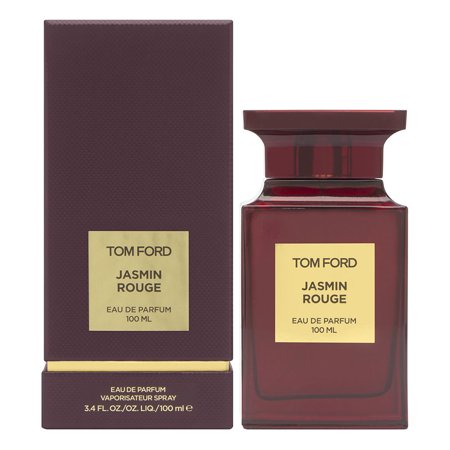 TOM FORD
JASMIN
ROUGE
EAU DE PARFUM
100 ML
EAU DE PARFUM
VAPORISATEUR SPRAY
3.4 FL.OZ./OZ. LIQ./100 ml e
TOM FORD
JASMIN
ROUGE
EAU DE PARFUM
100 ML